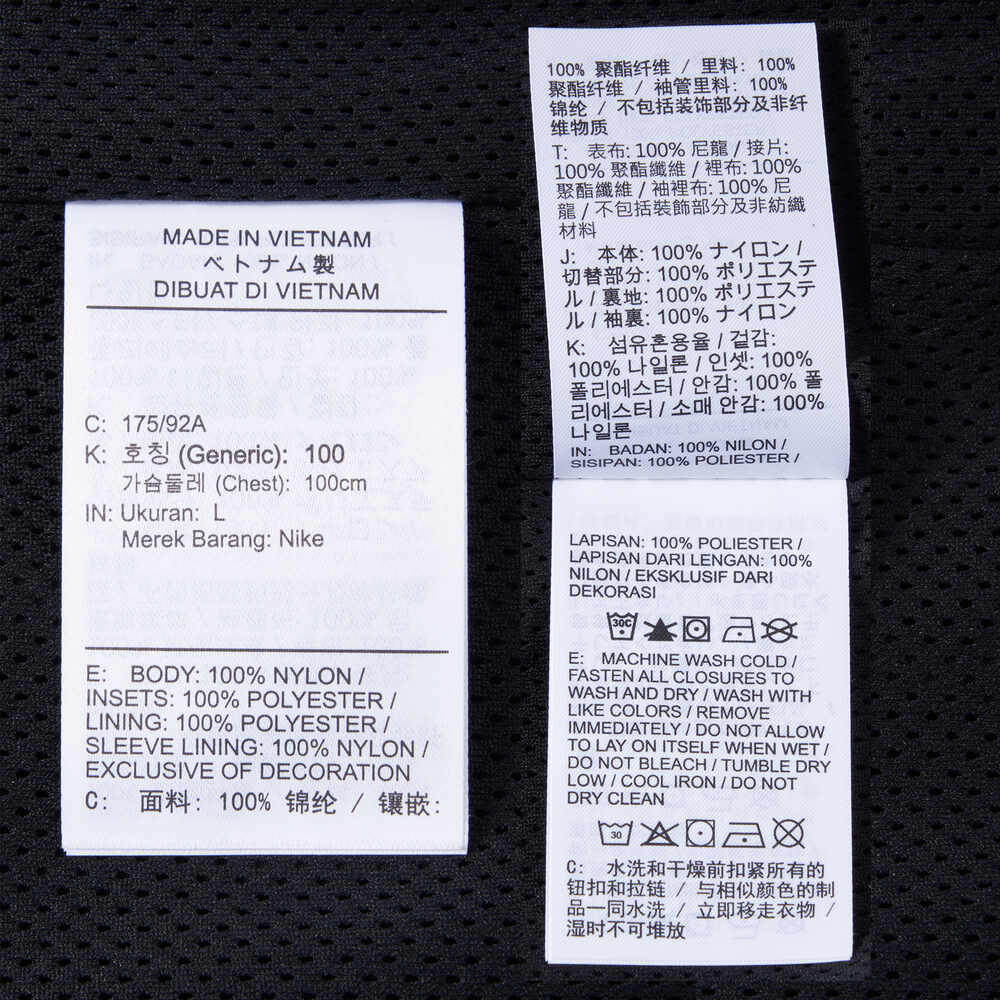 MADE IN VIETNAM
ベトナム製
DIBUAT DI VIETNAM
C: 175/92A
K: 호칭 (Generic): 100
가슴둘레 (Chest): 100cm
IN: Ukuran: L
Merek Barang: Nike
E: BODY: 100% NYLON /
INSETS: 100% POLYESTER /
LINING: 100% POLYESTER /
SLEEVE LINING: 100% NYLON /
EXCLUSIVE OF DECORATION
C: 面料: 100% 锦纶 / 镶嵌:
100% 聚酯纤维 / 里料: 100%
聚酯纤维 / 袖管里料: 100%
锦纶 / 不包括装饰部分及非纤
维物质
T: 表布: 100% 尼龍 / 接片:
100% 聚酯纖維 / 裡布: 100%
聚酯纖維 / 袖裡布: 100% 尼
龍 / 不包括裝飾部分及非紡織
材料
J: 本体: 100% ナイロン /
切替部分: 100% ポリエステ
ル / 裏地: 100% ポリエステ
ル / 袖裏: 100% ナイロン
K: 섬유혼용율 / 겉감:
100% 나일론 / 인셋: 100%
폴리에스터 / 안감: 100% 폴
리에스터 / 소매 안감: 100%
나일론
IN: BADAN: 100% NILON /
SISIPAN: 100% POLIESTER /
LAPISAN: 100% POLIESTER /
LAPISAN DARI LENGAN: 100%
NILON / EKSKLUSIF DARI
DEKORASI
30C
E: MACHINE WASH COLD /
FASTEN ALL CLOSURES TO
WASH AND DRY / WASH WITH
LIKE COLORS / REMOVE
IMMEDIATELY / DO NOT ALLOW
TO LAY ON ITSELF WHEN WET /
DO NOT BLEACH / TUMBLE DRY
LOW / COOL IRON / DO NOT
DRY CLEAN
30
C: 水洗和干燥前扣紧所有的
钮扣和拉链 / 与相似颜色的制
品一同水洗 / 立即移走衣物 /
湿时不可堆放